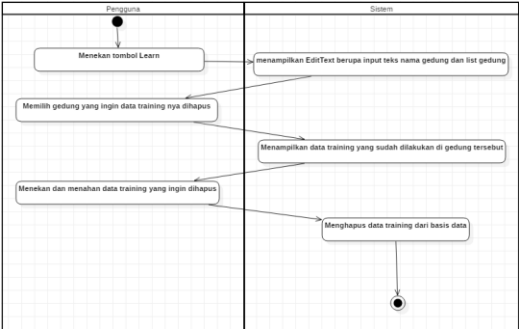 Pengguna
Sistem
Menekan tombol Learn
menampilkan EditText berupa input teks nama gedung dan list gedung
Memilih gedung yang ingin data training nya dihapus
Menampilkan data training yang sudah dilakukan di gedung tersebut
Menekan dan menahan data training yang ingin dihapus
Menghapus data training dari basis data